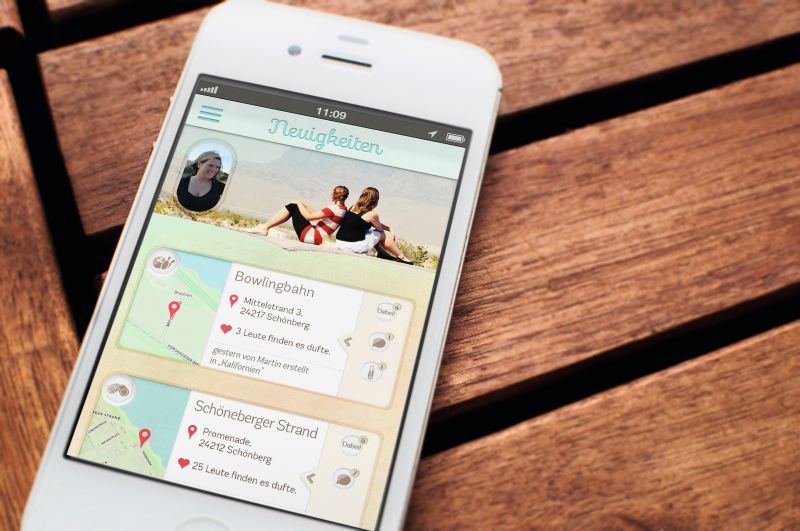 11:09
Neuigkeiten
Bowlingbahn
Mittelstrand 3,
24217 Schönberg
3 Leute finden es dufte.
gestern von Martin erstellt
in „Kalifornien"
Dabei!
Schöneberger Strand
Promenade,
24212 Schönberg
25 Leute finden es dufte.
Dabei!